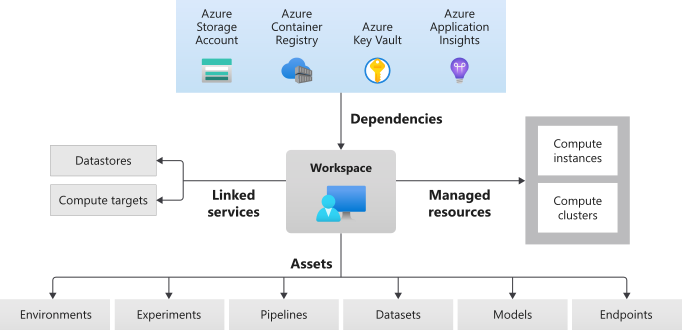 Azure
Storage
Account
Azure
Container
Registry
Azure
Key Vault
Azure
Application
Insights
Dependencies
Datastores
Compute targets
Linked
services
Workspace
Managed
resources
Compute
instances
Compute
clusters
Assets
Environments
Experiments
Pipelines
Datasets
Models
Endpoints